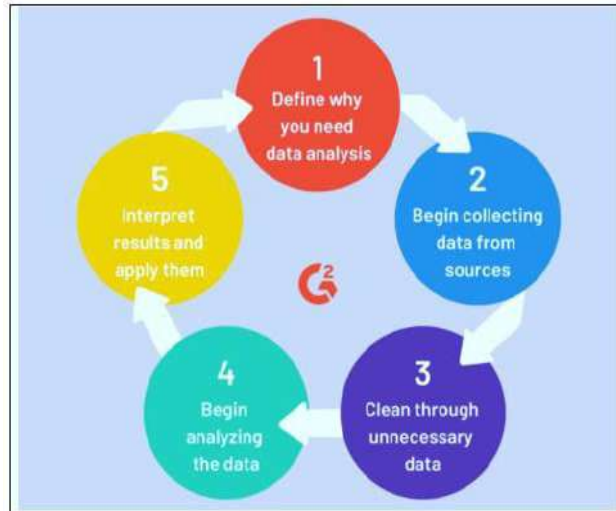 1
Define why
you need
data analysis
2
Begin collecting
data from
sources
3
Clean through
unnecessary
data
4
Begin
analyzing
the data
5
Interpret
results and
apply them
G2